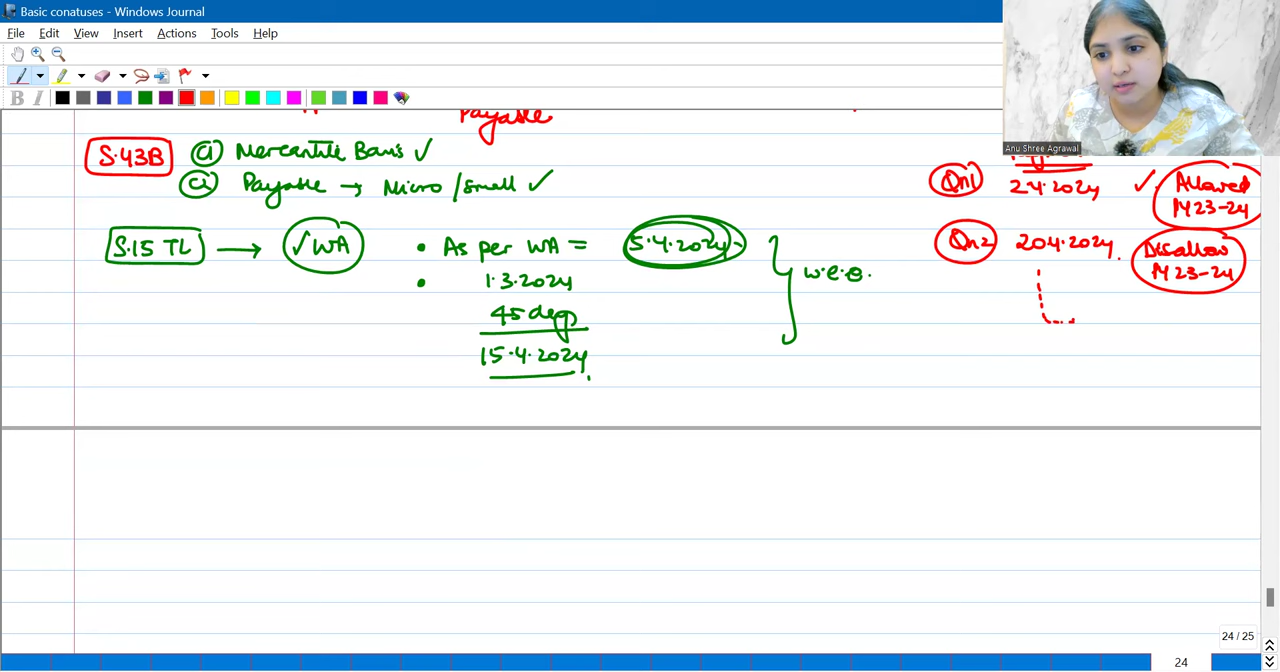 Basic conatuses - Windows Journal
File Edit View Insert Actions Tools Help
B I
Anu Shree Agrawal
Payable
S.43B (i) Mercantile Basis ✓
(ii) Payable → Micro/Small ✓
Qn1 2.4.2024 ✓. Allowed PY 23-24
S.15 TL → ✓WA • As per WA = 5.4.2024
• 1.3.2024
45 days
15.4.2024
w.e.e.
Qn2 20.4.2024. Disallow PY 23-24
24 / 25
24